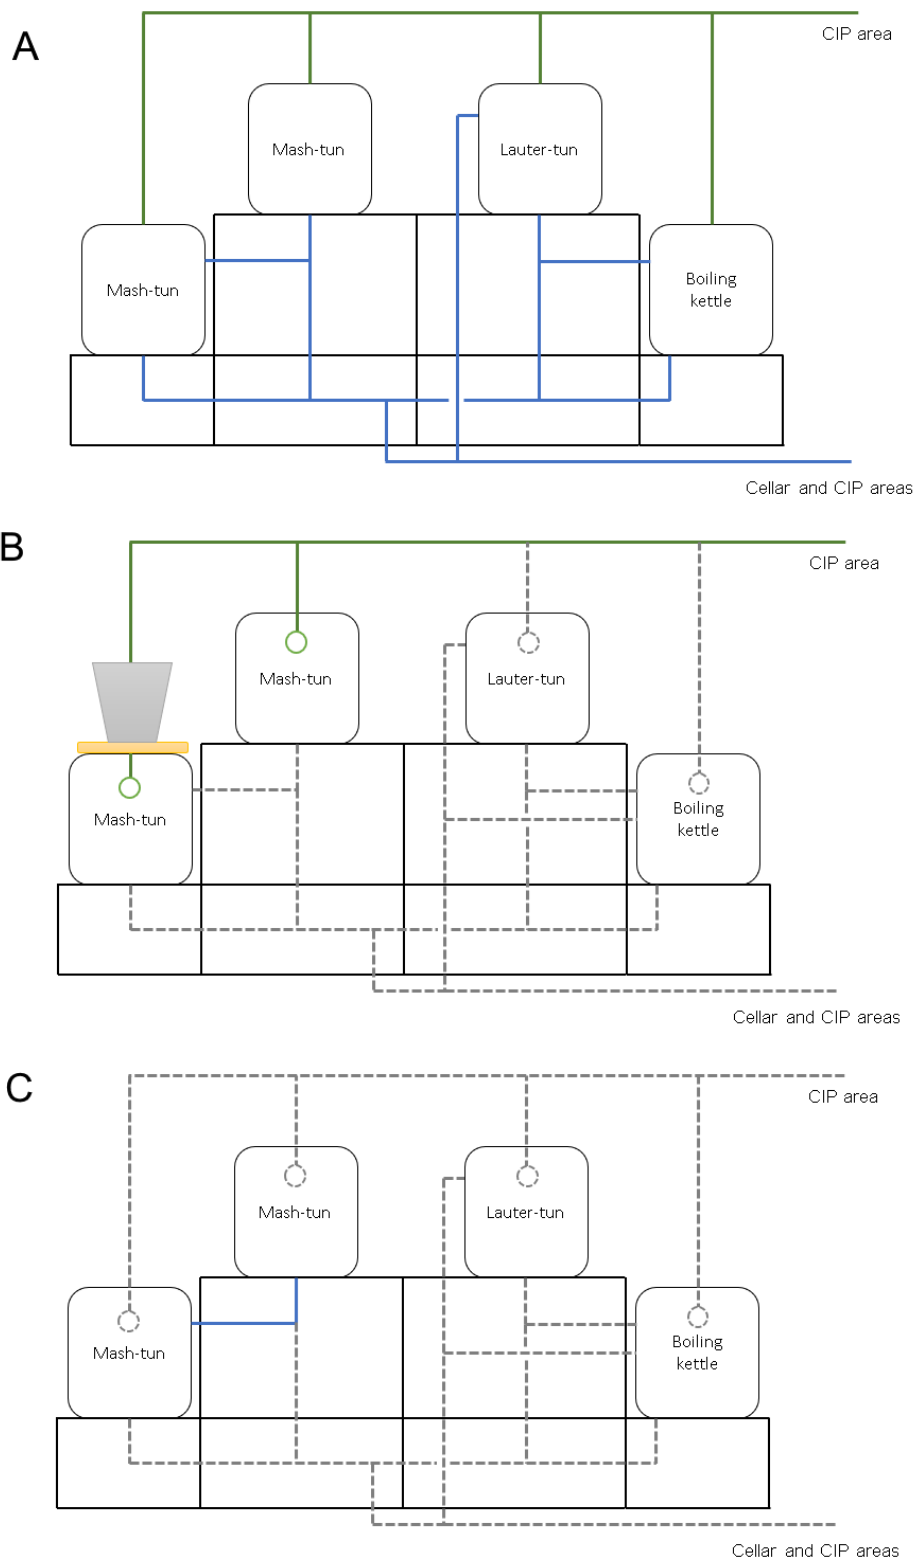 A
CIP area
Mash-tun
Lauter-tun
Mash-tun
Boiling
kettle
Cellar and CIP areas
B
CIP area
Mash-tun
Lauter-tun
Mash-tun
Boiling
kettle
Cellar and CIP areas
C
CIP area
Mash-tun
Lauter-tun
Mash-tun
Boiling
kettle
Cellar and CIP areas